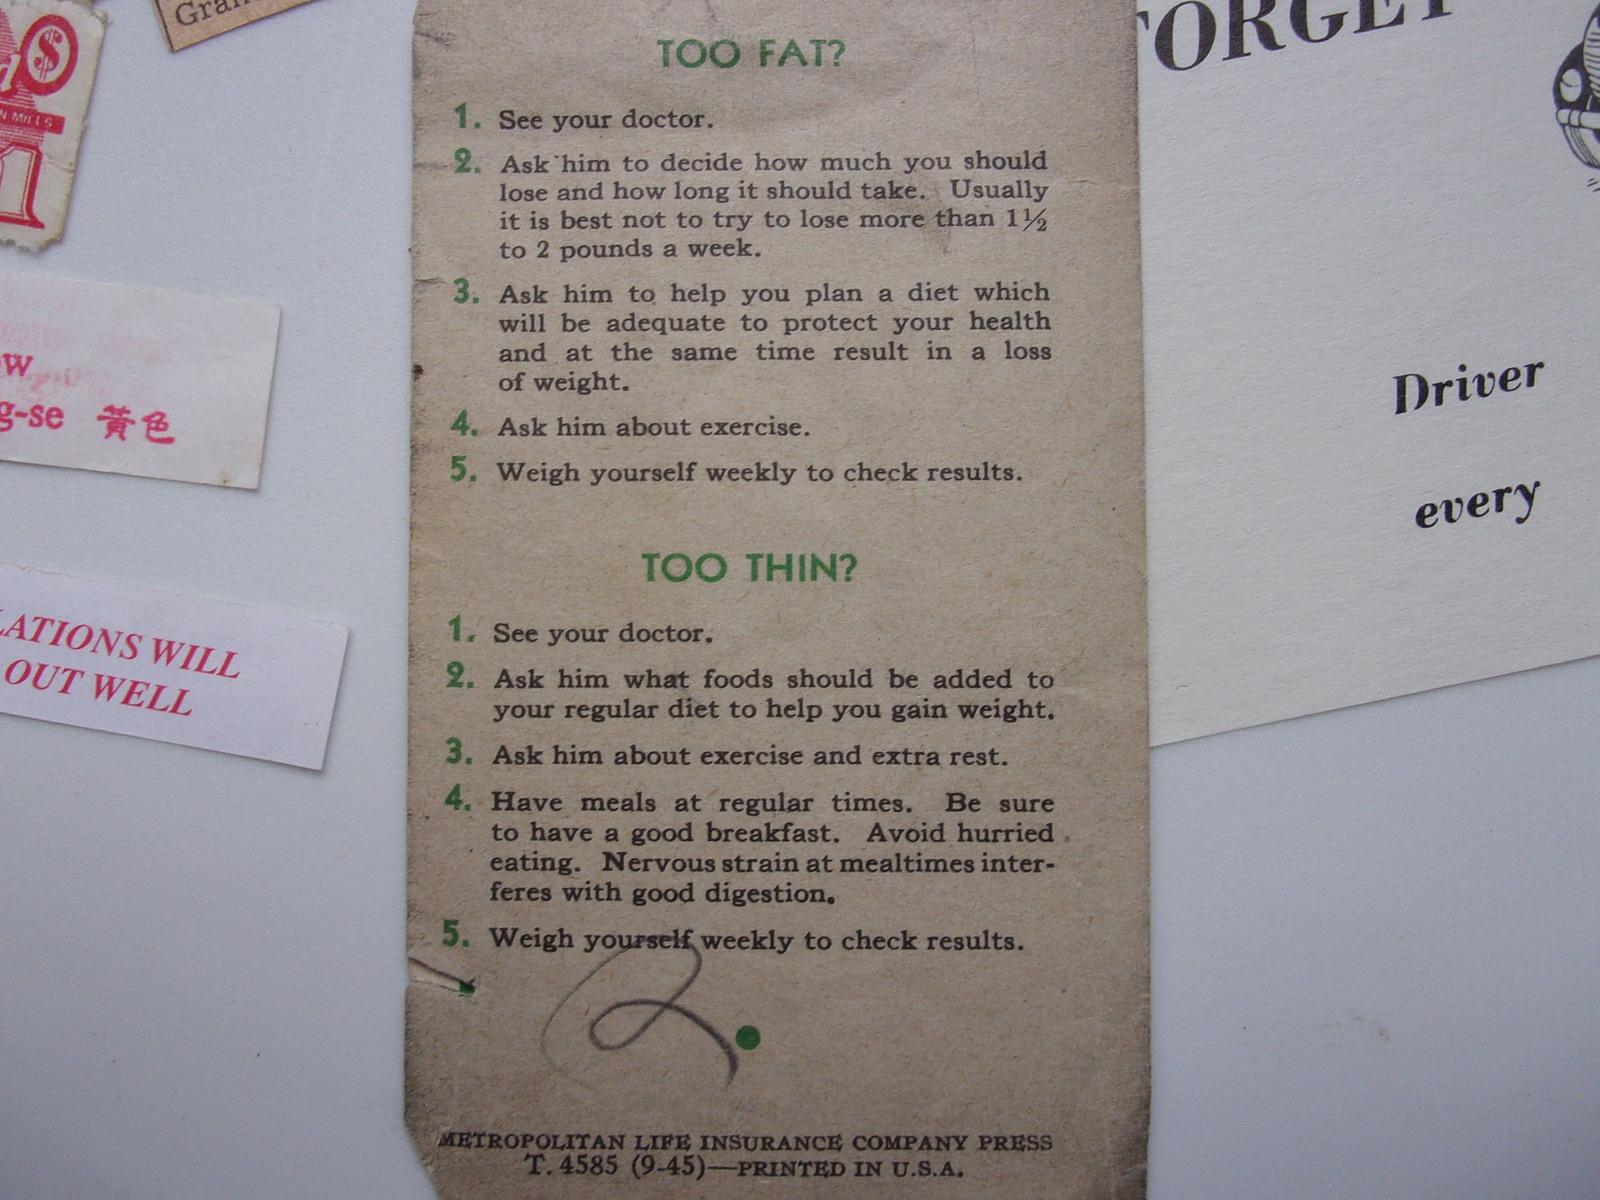 Gran
$
N MILLS
1
ow
g-se 黃色
LATIONS WILL
OUT WELL
TOO FAT?
1. See your doctor.
2. Ask him to decide how much you should
lose and how long it should take. Usually
it is best not to try to lose more than 1½
to 2 pounds a week.
3. Ask him to help you plan a diet which
will be adequate to protect your health
and at the same time result in a loss
of weight.
4. Ask him about exercise.
5. Weigh yourself weekly to check results.
TOO THIN?
1. See your doctor.
2. Ask him what foods should be added to
your regular diet to help you gain weight.
3. Ask him about exercise and extra rest.
4. Have meals at regular times. Be sure
to have a good breakfast. Avoid hurried
eating. Nervous strain at mealtimes inter-
feres with good digestion.
5. Weigh yourself weekly to check results.
METROPOLITAN LIFE INSURANCE COMPANY PRESS
T. 4585 (9-45)—PRINTED IN U.S.A.
FORGET
Driver
every